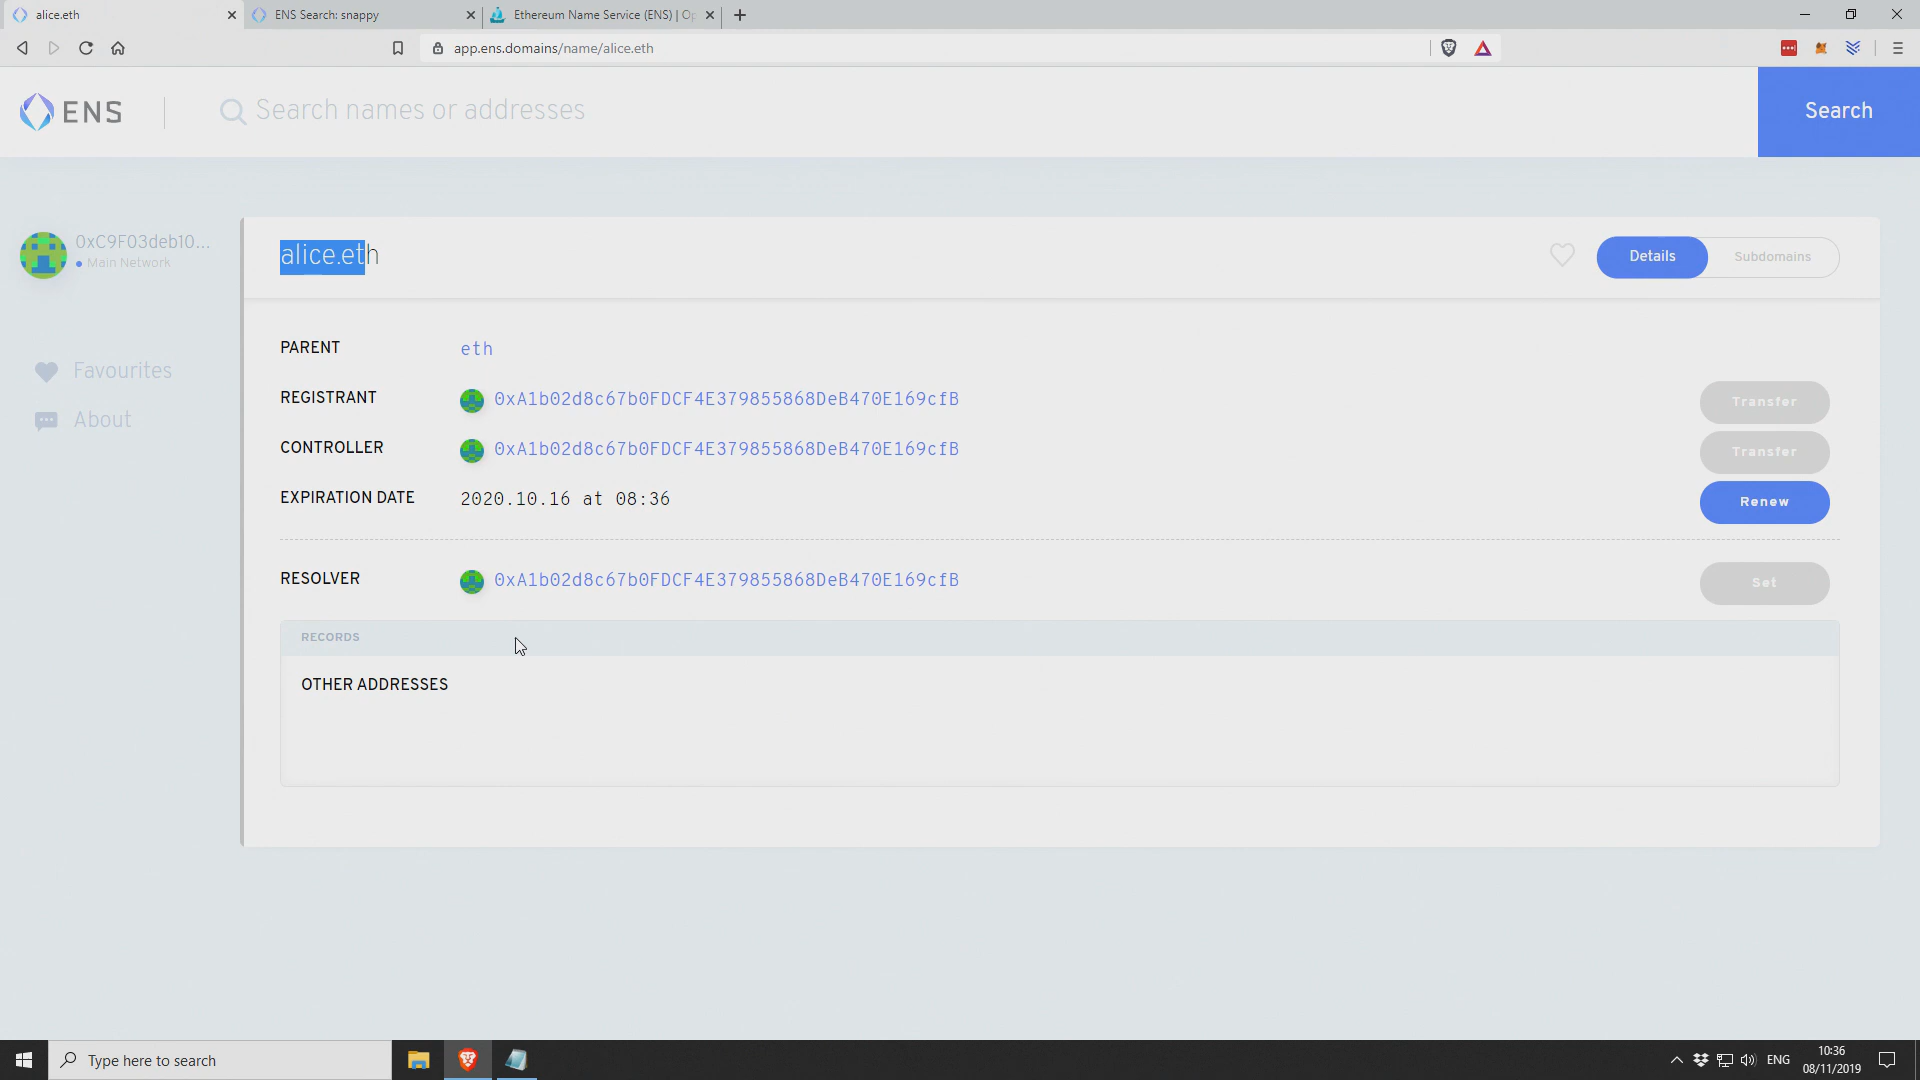 alice.eth
ENS Search: snappy
Ethereum Name Service (ENS) | Op
app.ens.domains/name/alice.eth
ENS
Search names or addresses
Search
0xC9F03deb10...
Main Network
Favourites
About
alice.eth
Details
Subdomains
PARENT
eth
REGISTRANT
0xA1b02d8c67b0FDCF4E379855868DeB470E169cfB
Transfer
CONTROLLER
0xA1b02d8c67b0FDCF4E379855868DeB470E169cfB
Transfer
EXPIRATION DATE
2020.10.16 at 08:36
Renew
RESOLVER
0xA1b02d8c67b0FDCF4E379855868DeB470E169cfB
Set
RECORDS
OTHER ADDRESSES
Type here to search
ENG
10:36
08/11/2019